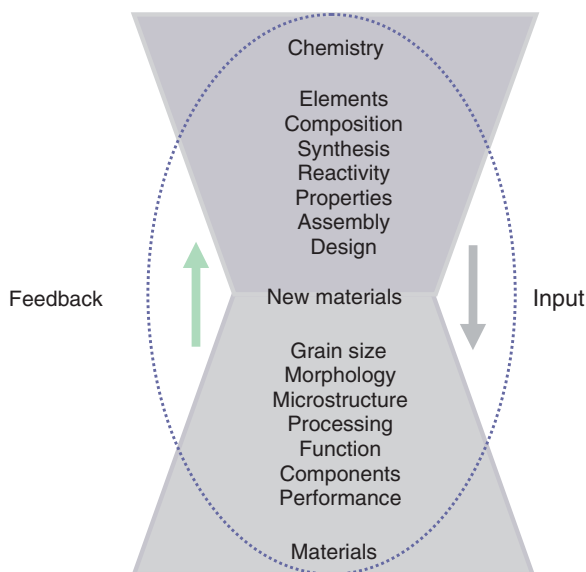 Chemistry
Elements
Composition
Synthesis
Reactivity
Properties
Assembly
Design
Feedback
New materials
Input
Grain size
Morphology
Microstructure
Processing
Function
Components
Performance
Materials